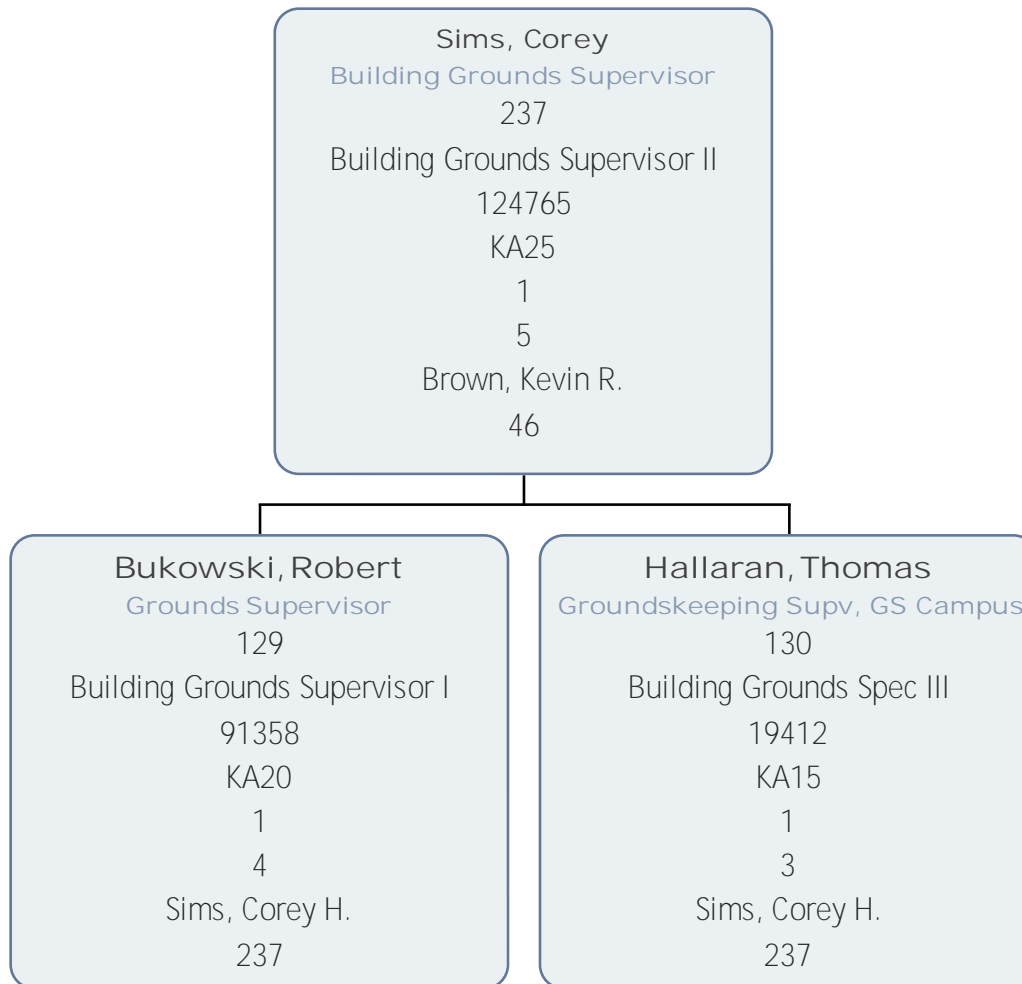 Sims, Corey
Building Grounds Supervisor
237
Building Grounds Supervisor II
124765
KA25
1
5
Brown, Kevin R.
46
Bukowski, Robert
Grounds Supervisor
129
Building Grounds Supervisor I
91358
KA20
1
4
Sims, Corey H.
237
Hallaran, Thomas
Groundskeeping Supv, GS Campus
130
Building Grounds Spec III
19412
KA15
1
3
Sims, Corey H.
237